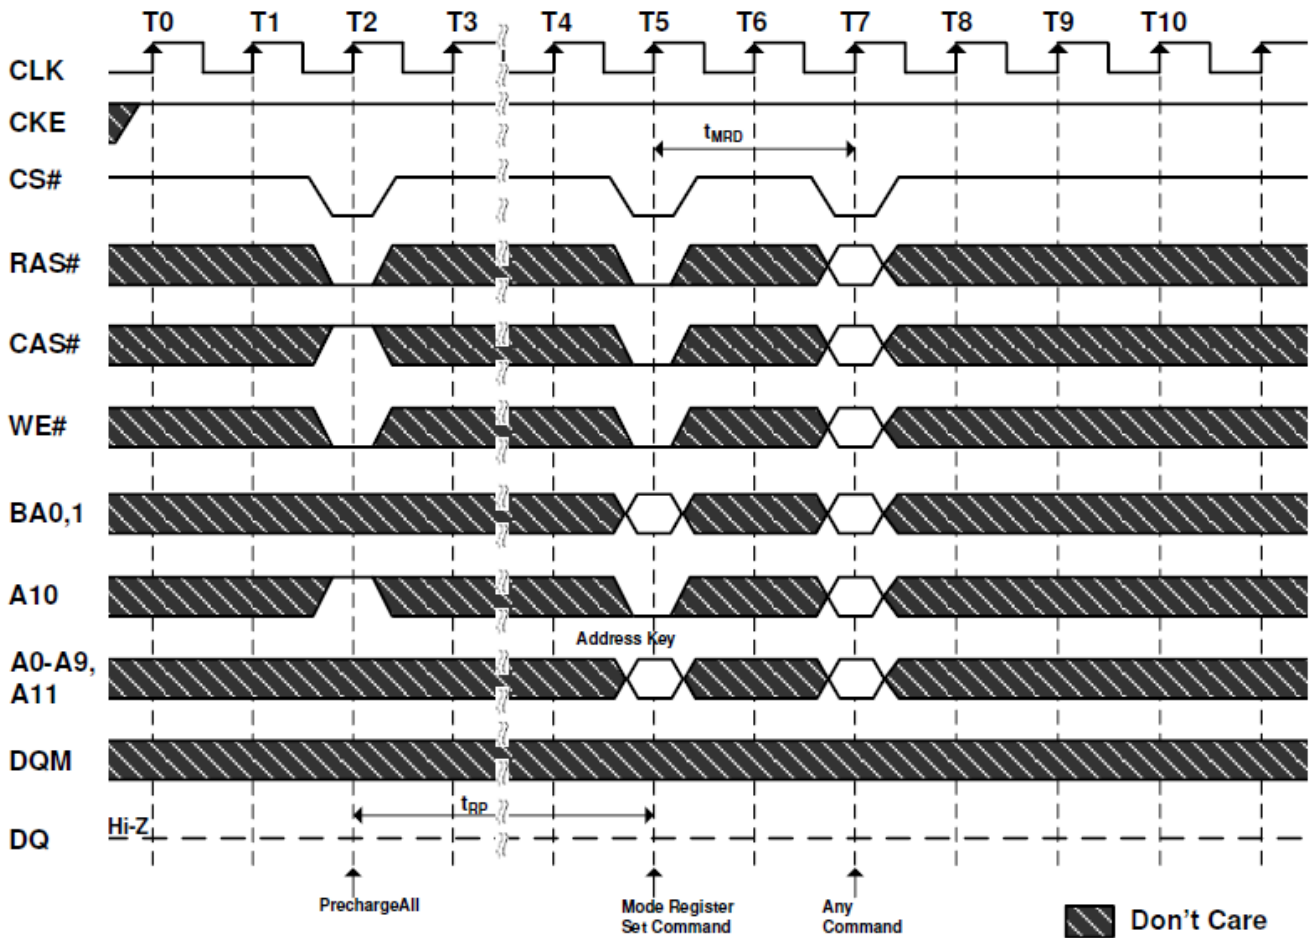 T0 T1 T2 T3 T4 T5 T6 T7 T8 T9 T10
CLK
CKE
tMRD
CS#
RAS#
CAS#
WE#
BA0,1
A10
Address Key
A0-A9,
A11
DQM
tRP
Hi-Z
DQ
PrechargeAll
Mode Register
Set Command
Any
Command
Don't Care